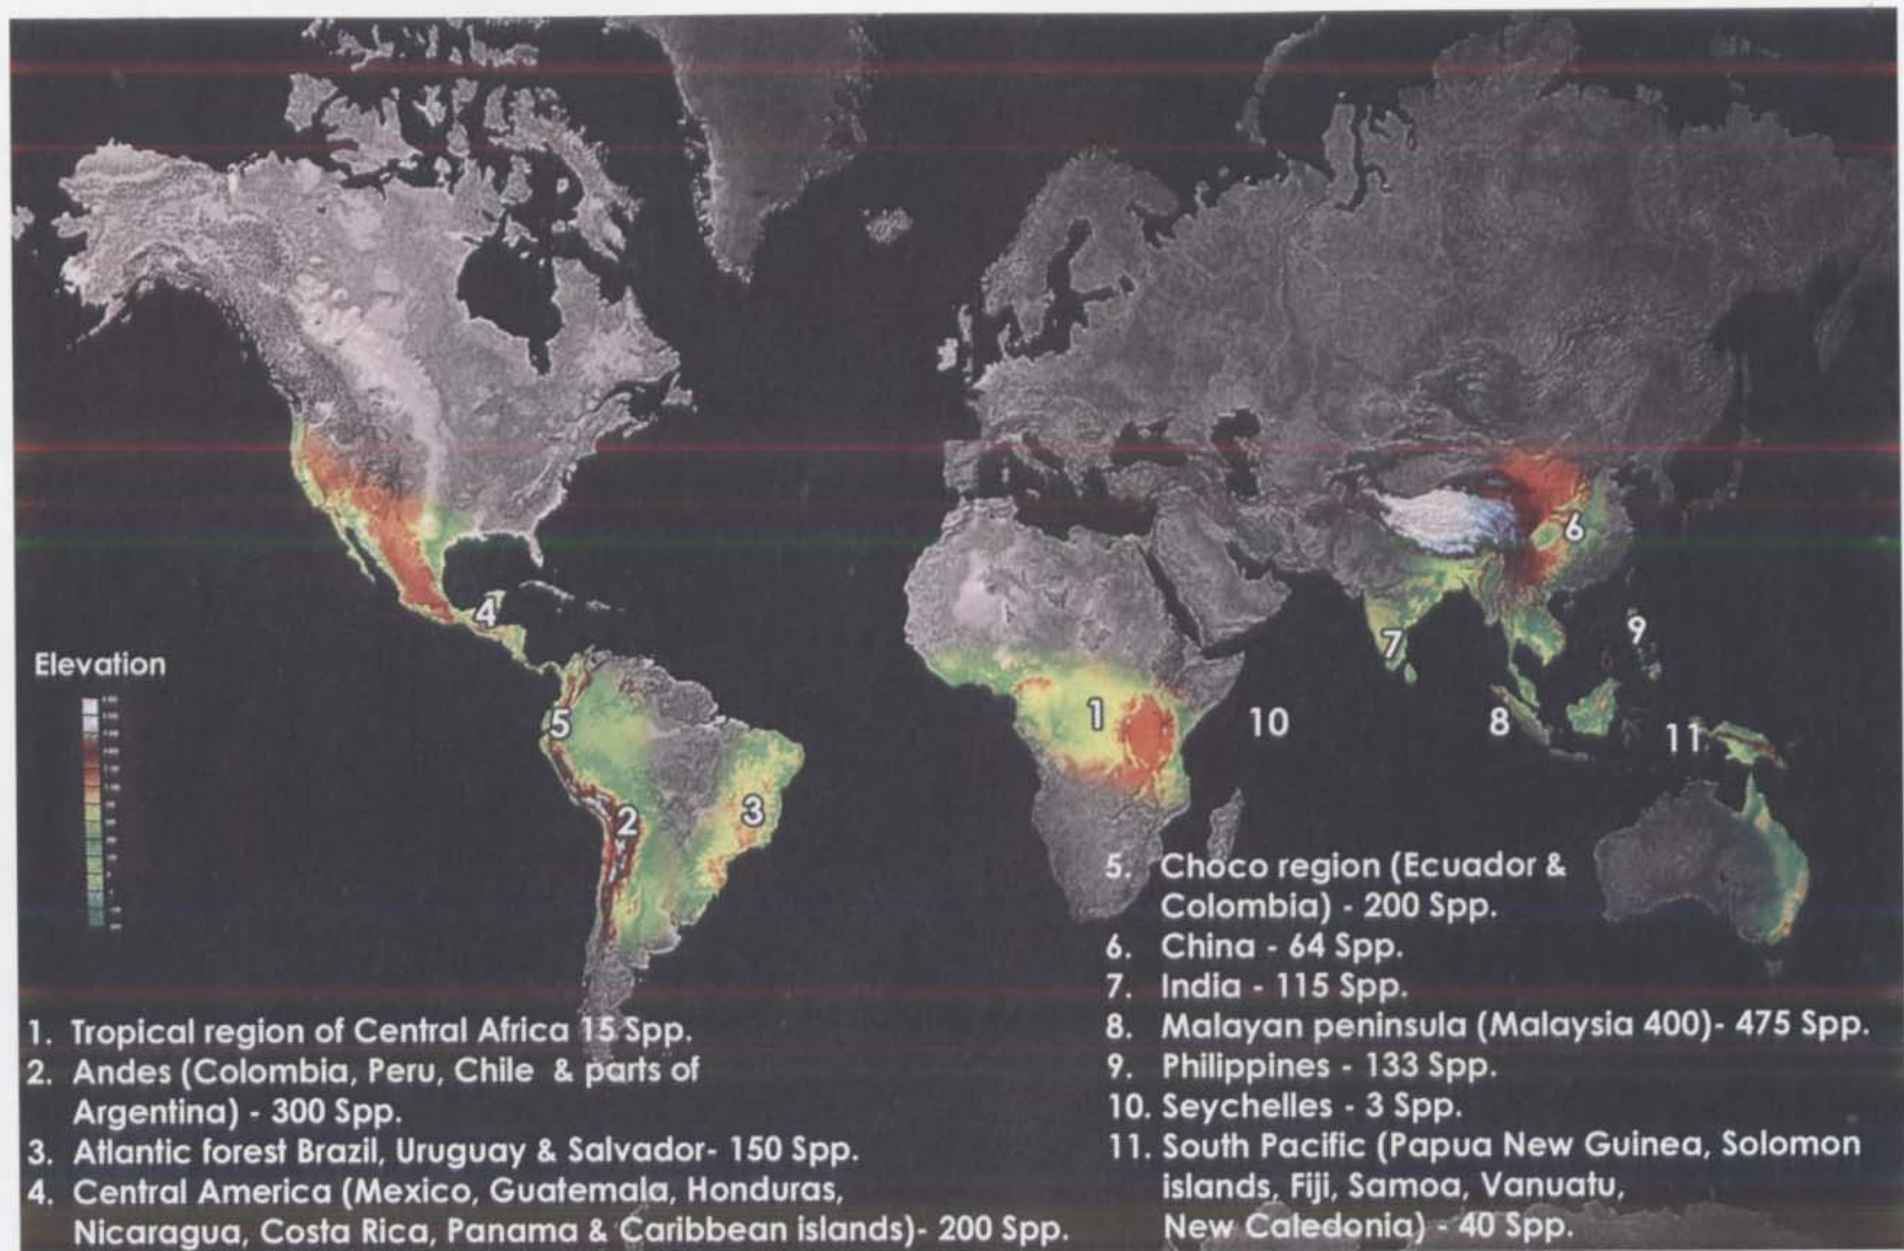 Elevation
4
5
2
3
1
10
7
6
9
8
11
1. Tropical region of Central Africa 15 Spp.
2. Andes (Colombia, Peru, Chile & parts of
Argentina) - 300 Spp.
3. Atlantic forest Brazil, Uruguay & Salvador- 150 Spp.
4. Central America (Mexico, Guatemala, Honduras,
Nicaragua, Costa Rica, Panama & Caribbean islands)- 200 Spp.
5. Choco region (Ecuador &
Colombia) - 200 Spp.
6. China - 64 Spp.
7. India - 115 Spp.
8. Malayan peninsula (Malaysia 400)- 475 Spp.
9. Philippines - 133 Spp.
10. Seychelles - 3 Spp.
11. South Pacific (Papua New Guinea, Solomon
islands, Fiji, Samoa, Vanuatu,
New Caledonia) - 40 Spp.